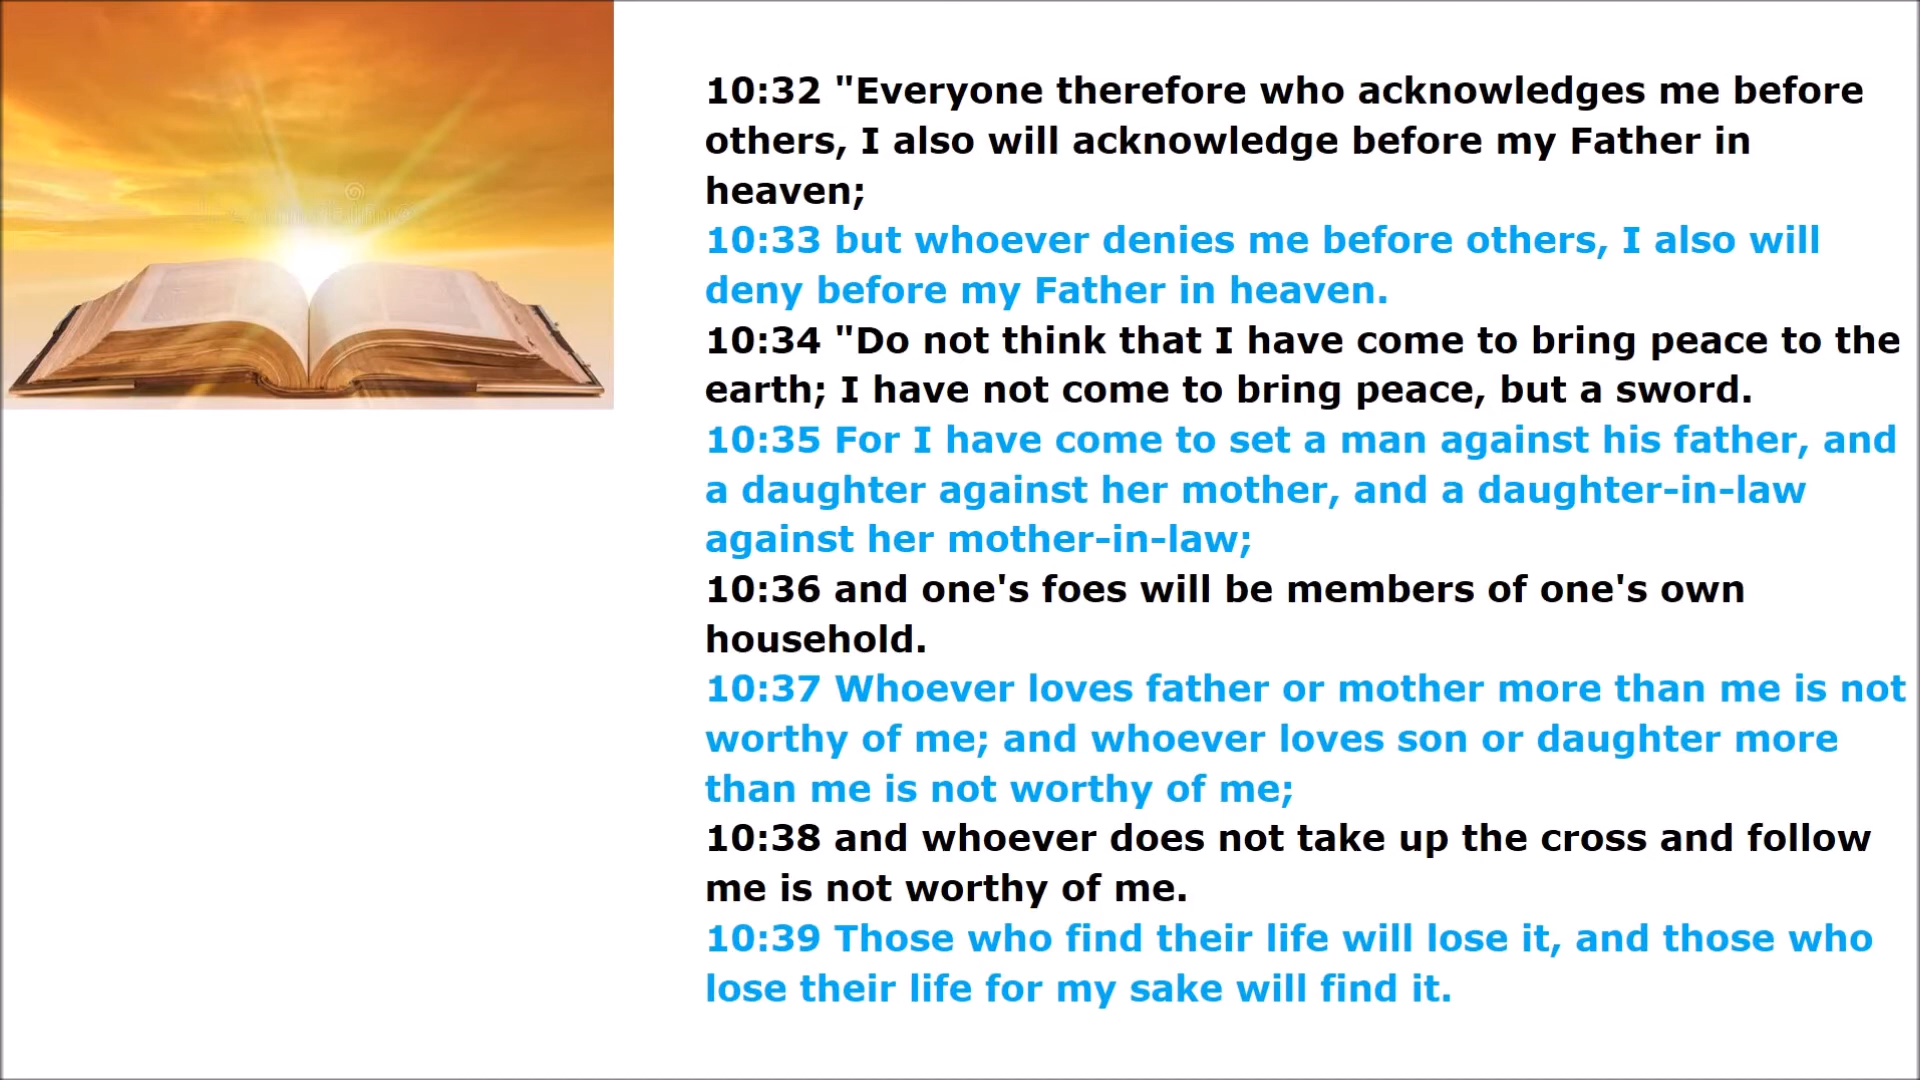 10:32 "Everyone therefore who acknowledges me before
others, I also will acknowledge before my Father in
heaven;
10:33 but whoever denies me before others, I also will
deny before my Father in heaven.
10:34 "Do not think that I have come to bring peace to the
earth; I have not come to bring peace, but a sword.
10:35 For I have come to set a man against his father, and
a daughter against her mother, and a daughter-in-law
against her mother-in-law;
10:36 and one's foes will be members of one's own
household.
10:37 Whoever loves father or mother more than me is not
worthy of me; and whoever loves son or daughter more
than me is not worthy of me;
10:38 and whoever does not take up the cross and follow
me is not worthy of me.
10:39 Those who find their life will lose it, and those who
lose their life for my sake will find it.